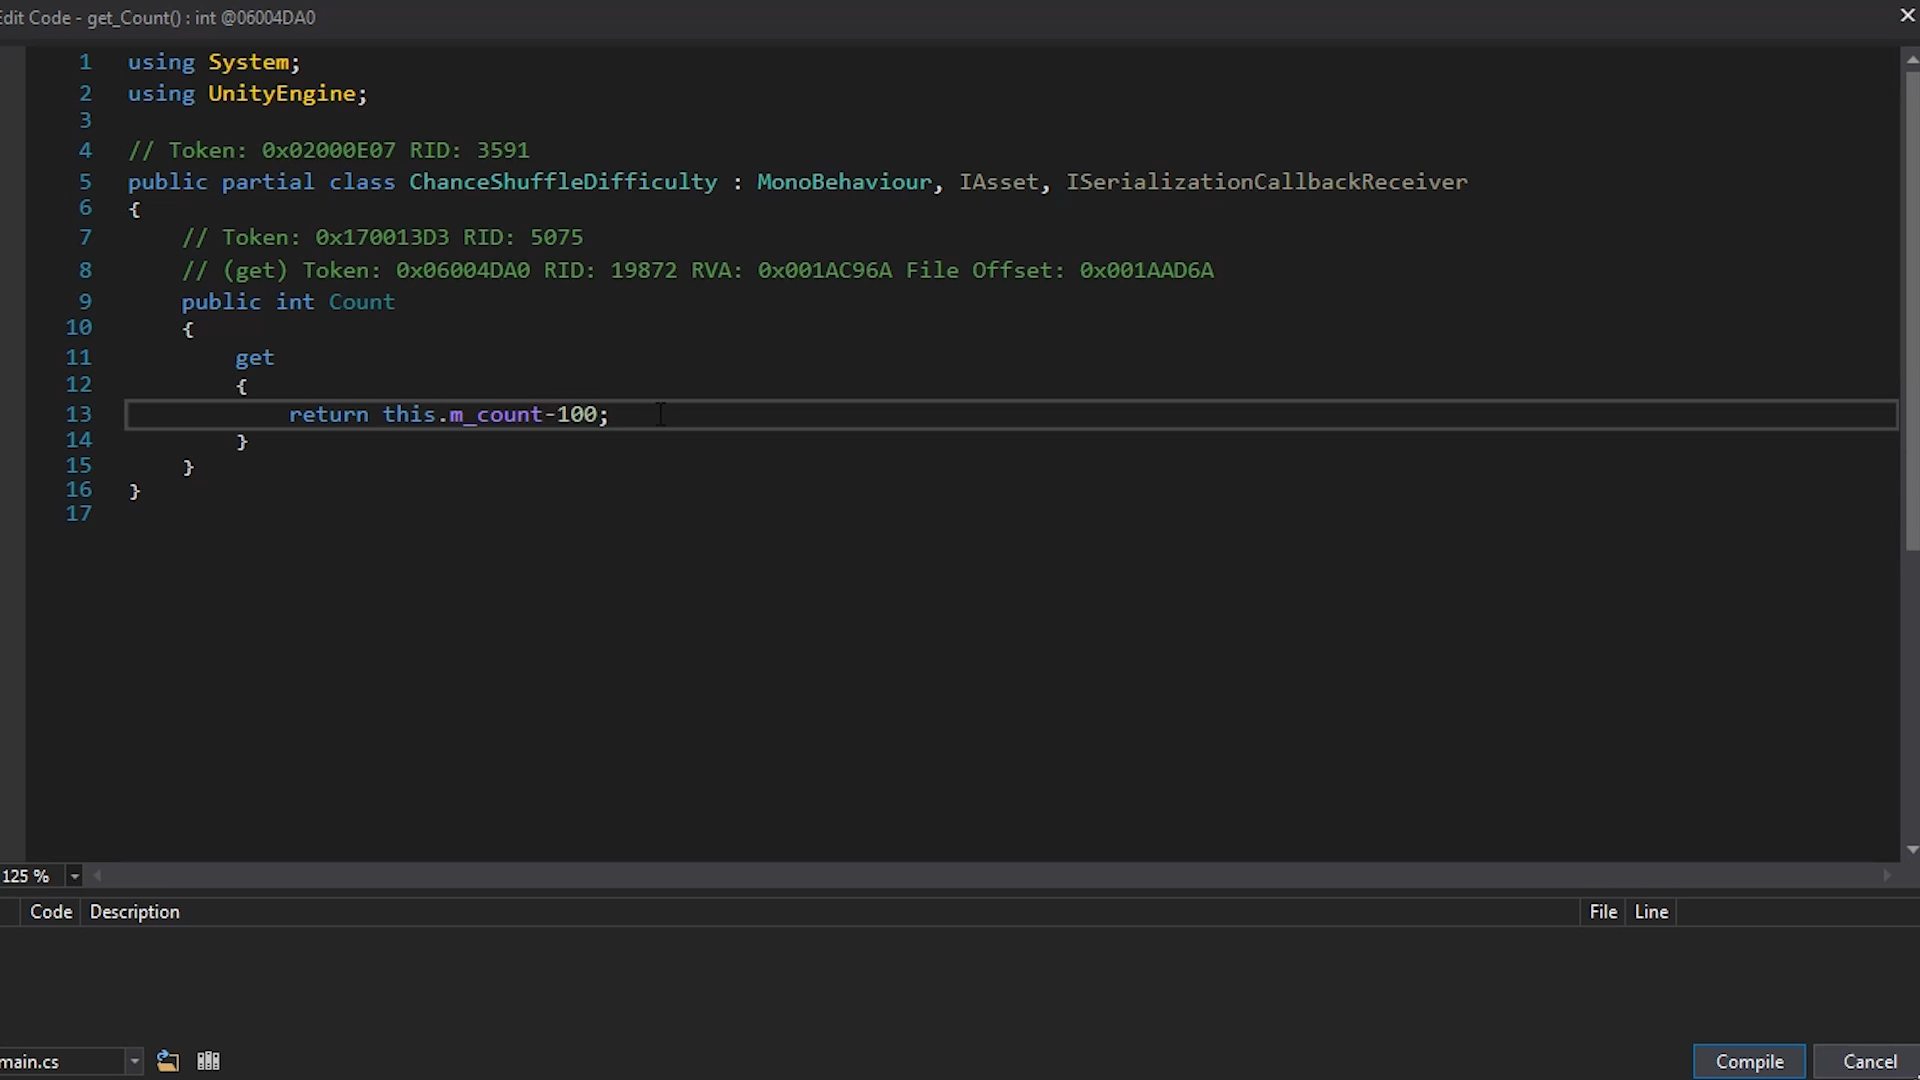 Edit Code - get_Count() : int @06004DA0
1 using System;
2 using UnityEngine;
3
4 // Token: 0x02000E07 RID: 3591
5 public partial class ChanceShuffleDifficulty : MonoBehaviour, IAsset, ISerializationCallbackReceiver
6 {
7 // Token: 0x170013D3 RID: 5075
8 // (get) Token: 0x06004DA0 RID: 19872 RVA: 0x001AC96A File Offset: 0x001AAD6A
9 public int Count
10 {
11 get
12 {
13 return this.m_count-100;
14 }
15 }
16 }
17
125 %
Code Description File Line
main.cs
Compile Cancel